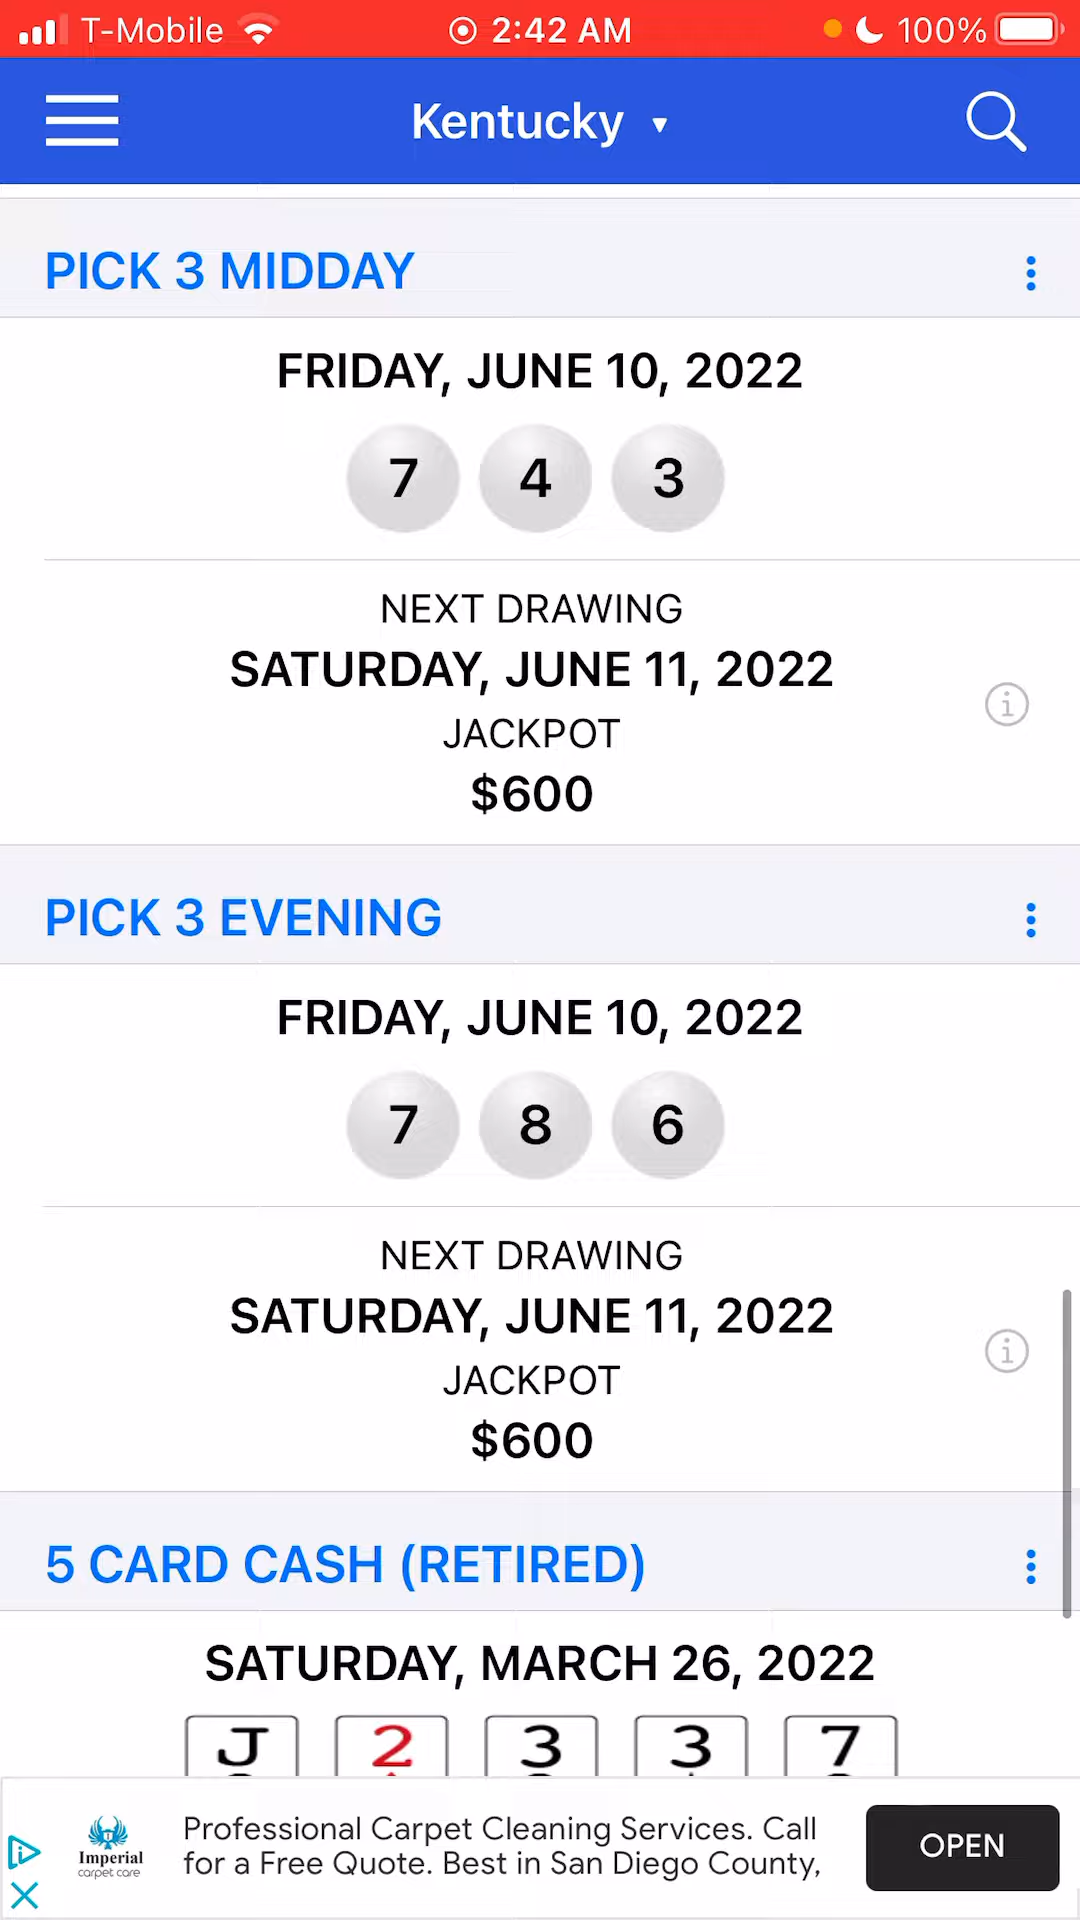 T-Mobile 2:42 AM 100%
Kentucky ▼
PICK 3 MIDDAY
FRIDAY, JUNE 10, 2022
7 4 3
NEXT DRAWING
SATURDAY, JUNE 11, 2022
JACKPOT
$600
PICK 3 EVENING
FRIDAY, JUNE 10, 2022
7 8 6
NEXT DRAWING
SATURDAY, JUNE 11, 2022
JACKPOT
$600
5 CARD CASH (RETIRED)
SATURDAY, MARCH 26, 2022
J 2 3 3 7
Imperial
carpet care
Professional Carpet Cleaning Services. Call
for a Free Quote. Best in San Diego County,
OPEN